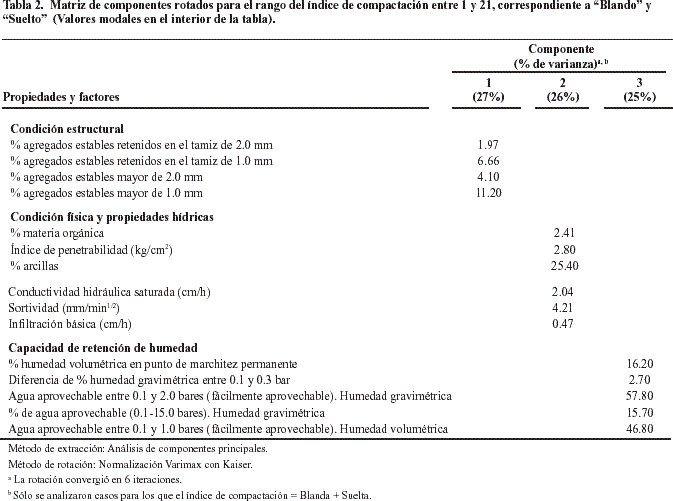 Tabla 2. Matriz de componentes rotados para el rango del índice de compactación entre 1 y 21, correspondiente a “Blando” y
“Suelto” (Valores modales en el interior de la tabla).
Componente
(% de varianza)a, b
1 2 3
Propiedades y factores (27%) (26%) (25%)
Condición estructural
% agregados estables retenidos en el tamiz de 2.0 mm 1.97
% agregados estables retenidos en el tamiz de 1.0 mm 6.66
% agregados estables mayor de 2.0 mm 4.10
% agregados estables mayor de 1.0 mm 11.20
Condición física y propiedades hídricas
% materia orgánica 2.41
Índice de penetrabilidad (kg/cm2) 2.80
% arcillas 25.40
Conductividad hidráulica saturada (cm/h) 2.04
Sortividad (mm/min1/2) 4.21
Infiltración básica (cm/h) 0.47
Capacidad de retención de humedad
% humedad volumétrica en punto de marchitez permanente 16.20
Diferencia de % humedad gravimétrica entre 0.1 y 0.3 bar 2.70
Agua aprovechable entre 0.1 y 2.0 bares (fácilmente aprovechable). Humedad gravimétrica 57.80
% de agua aprovechable (0.1-15.0 bares). Humedad gravimétrica 15.70
Agua aprovechable entre 0.1 y 1.0 bares (fácilmente aprovechable). Humedad volumétrica 46.80
Método de extracción: Análisis de componentes principales.
Método de rotación: Normalización Varimax con Kaiser.
a La rotación convergió en 6 iteraciones.
b Sólo se analizaron casos para los que el índice de compactación = Blanda + Suelta.